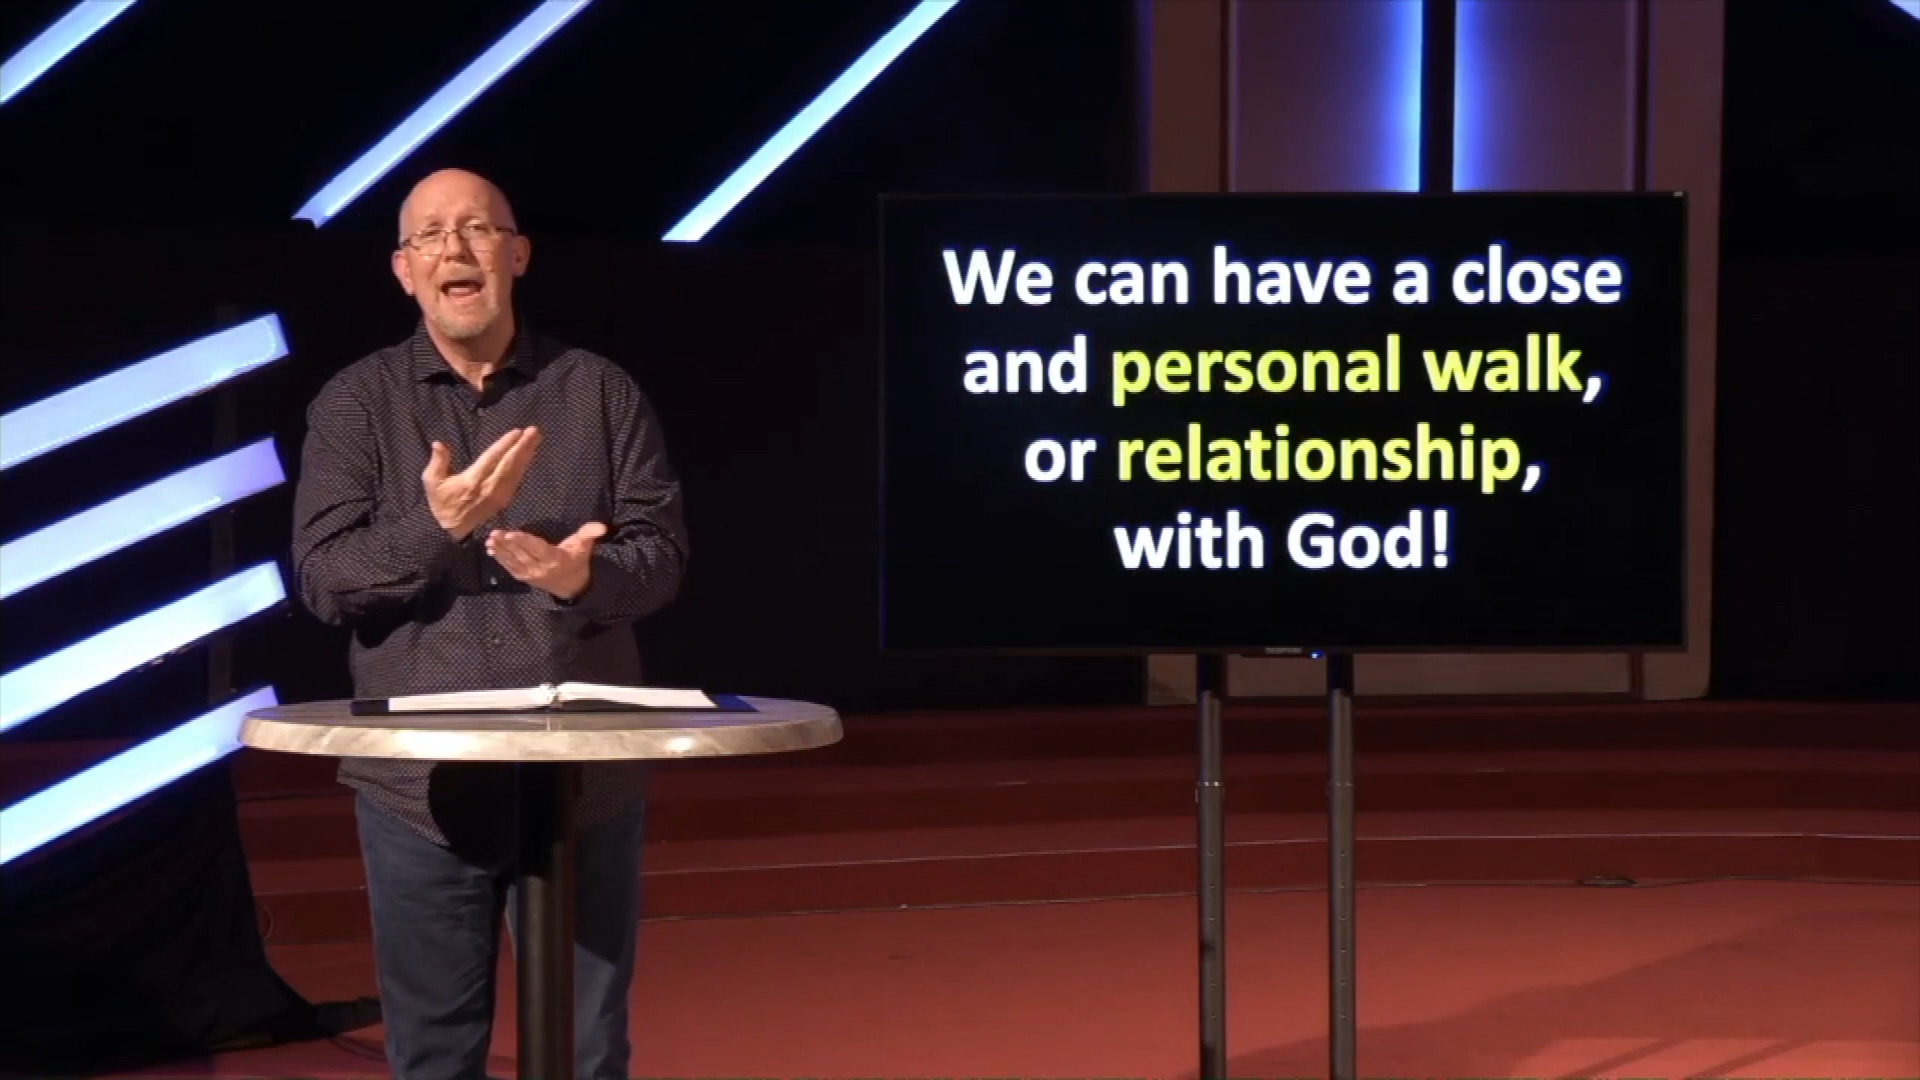 We can have a close
and personal walk,
or relationship,
with God!